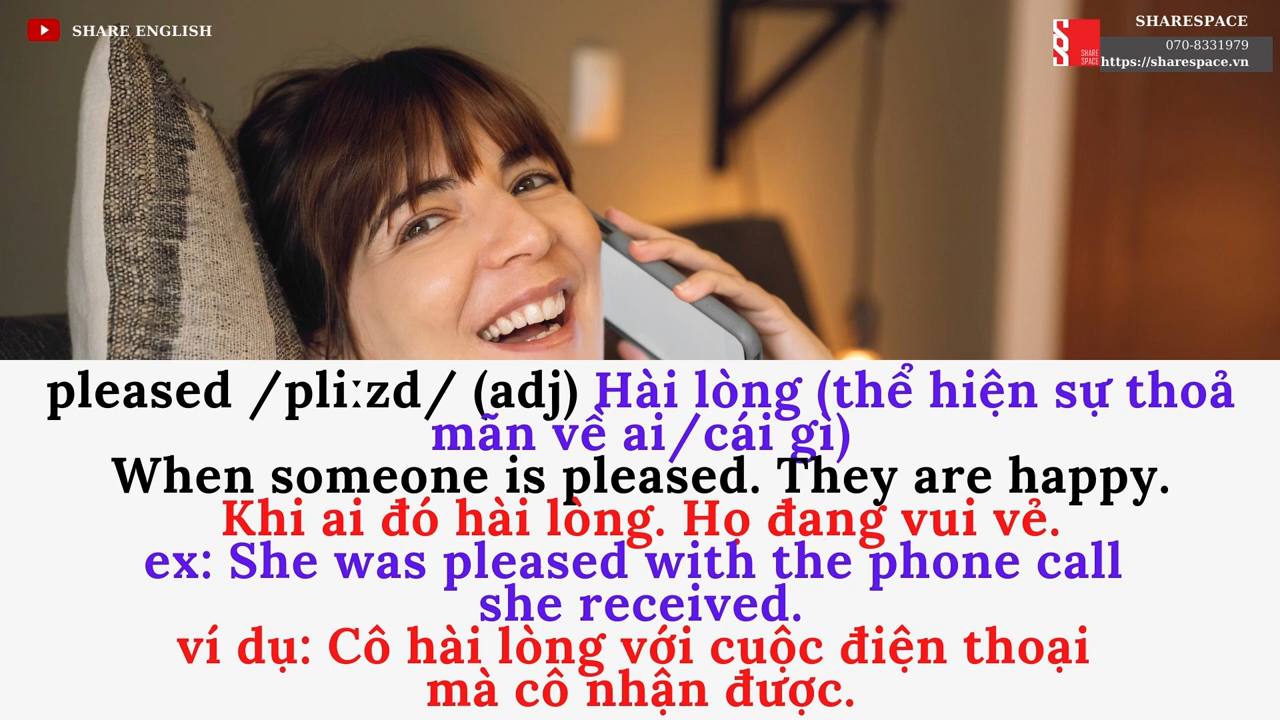 SHARE ENGLISH
SHARESPACE
070-8331979
https://sharespace.vn
SHARE
SPACE
pleased /pliːzd/ (adj) Hài lòng (thể hiện sự thoả
mãn về ai/cái gì)
When someone is pleased. They are happy.
Khi ai đó hài lòng. Họ đang vui vẻ.
ex: She was pleased with the phone call
she received.
ví dụ: Cô hài lòng với cuộc điện thoại
mà cô nhận được.